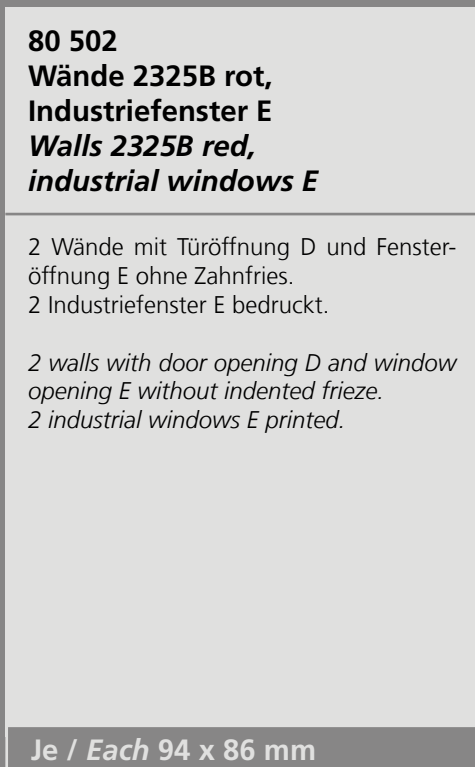 80 502
Wände 2325B rot,
Industriefenster E
Walls 2325B red,
industrial windows E
2 Wände mit Türöffnung D und Fenster-
öffnung E ohne Zahnfries.
2 Industriefenster E bedruckt.
2 walls with door opening D and window
opening E without indented frieze.
2 industrial windows E printed.
Je / Each 94 x 86 mm